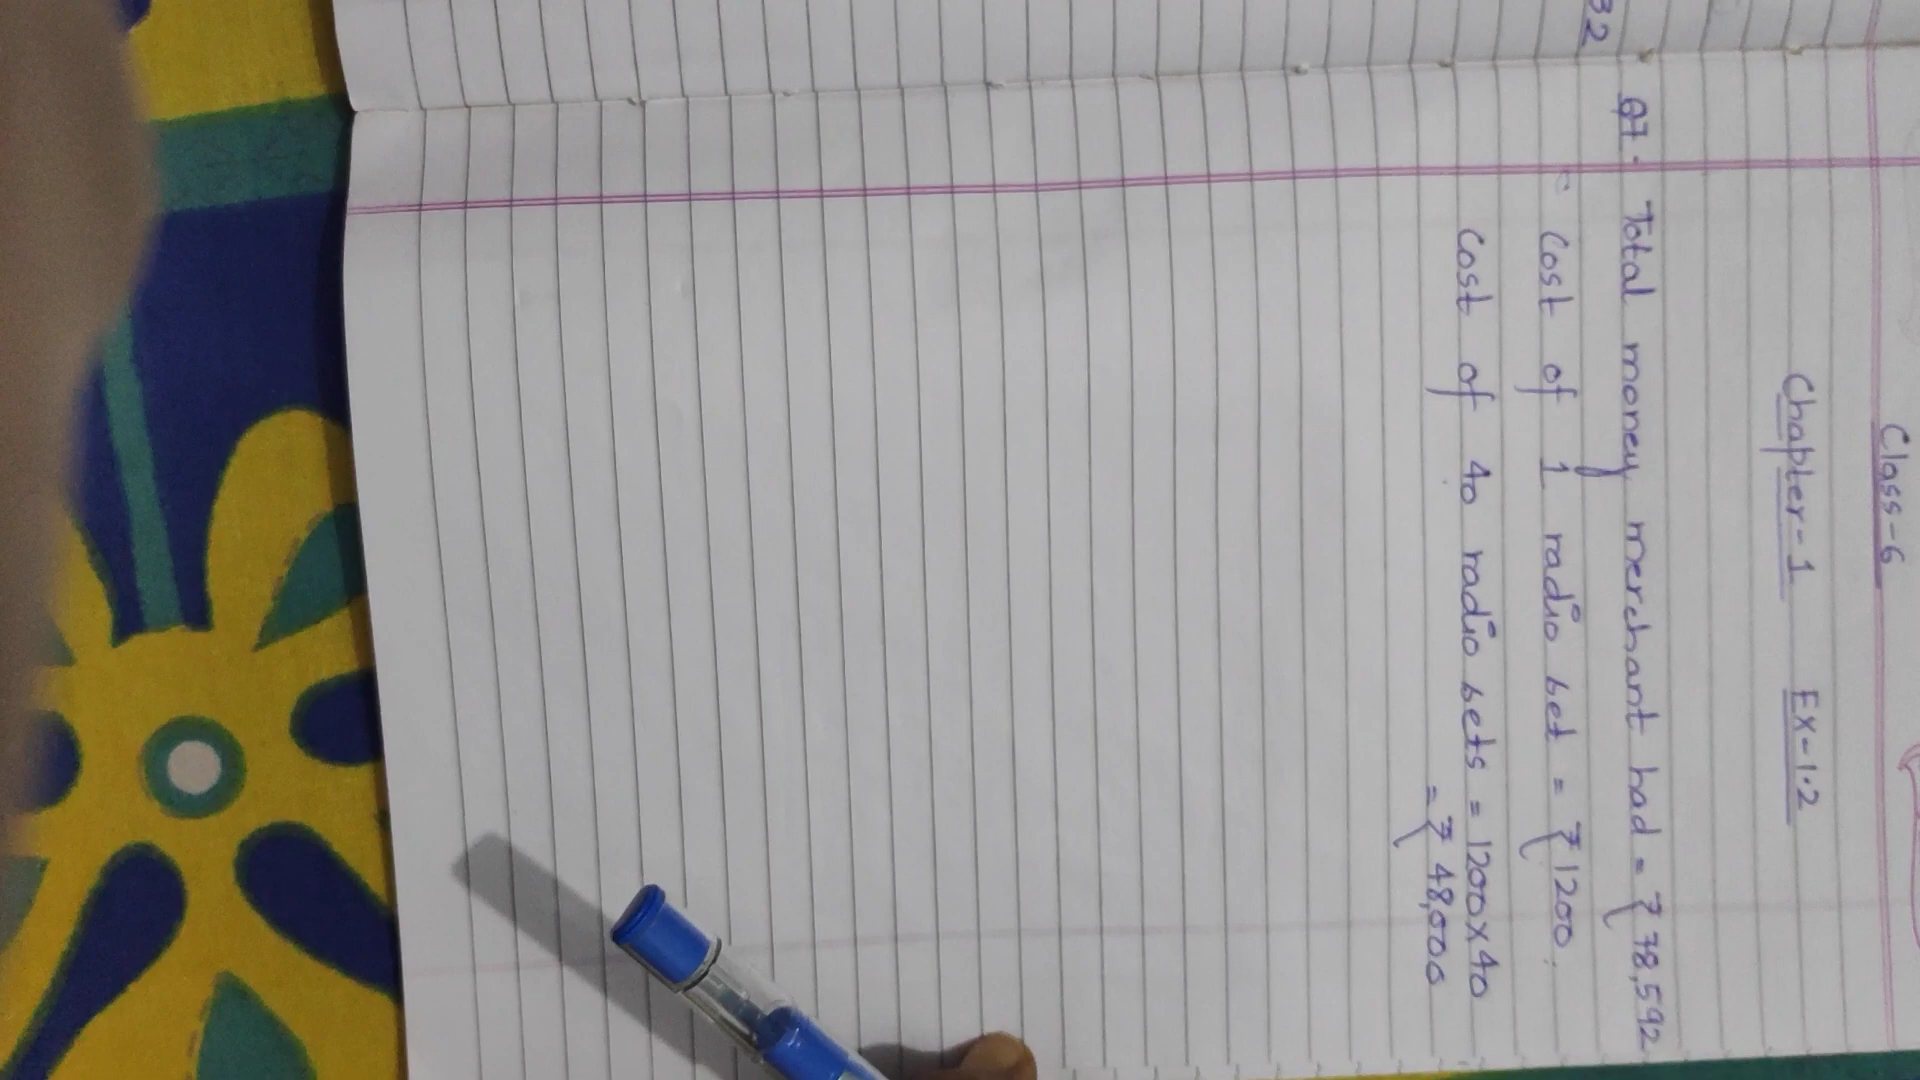 32
Class-6
Chapter-1 Ex-1.2
Q7. Total money merchant had = ₹ 78,592
Cost of 1 radio set = ₹ 1200.
Cost of 40 radio sets = 1200 x 40
= ₹ 48,000